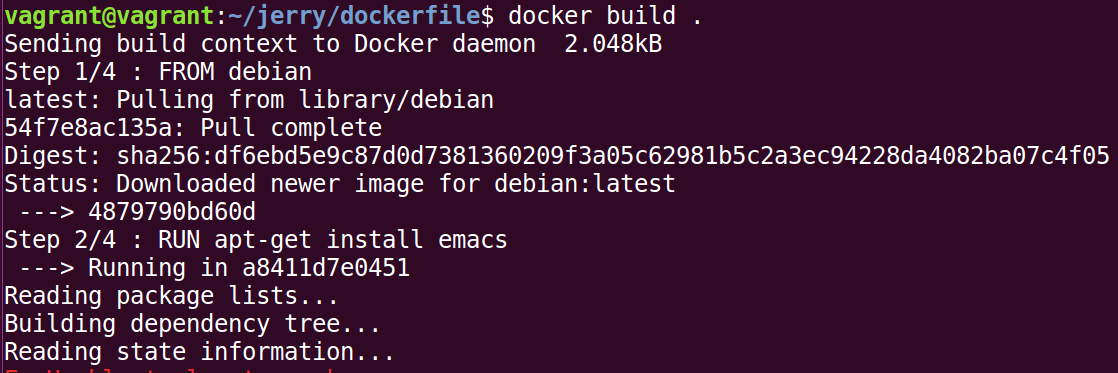 vagrant@vagrant:~/jerry/dockerfile$ docker build .
Sending build context to Docker daemon  2.048kB
Step 1/4 : FROM debian
latest: Pulling from library/debian
54f7e8ac135a: Pull complete
Digest: sha256:df6ebd5e9c87d0d7381360209f3a05c62981b5c2a3ec94228da4082ba07c4f05
Status: Downloaded newer image for debian:latest
 ---> 4879790bd60d
Step 2/4 : RUN apt-get install emacs
 ---> Running in a8411d7e0451
Reading package lists...
Building dependency tree...
Reading state information...